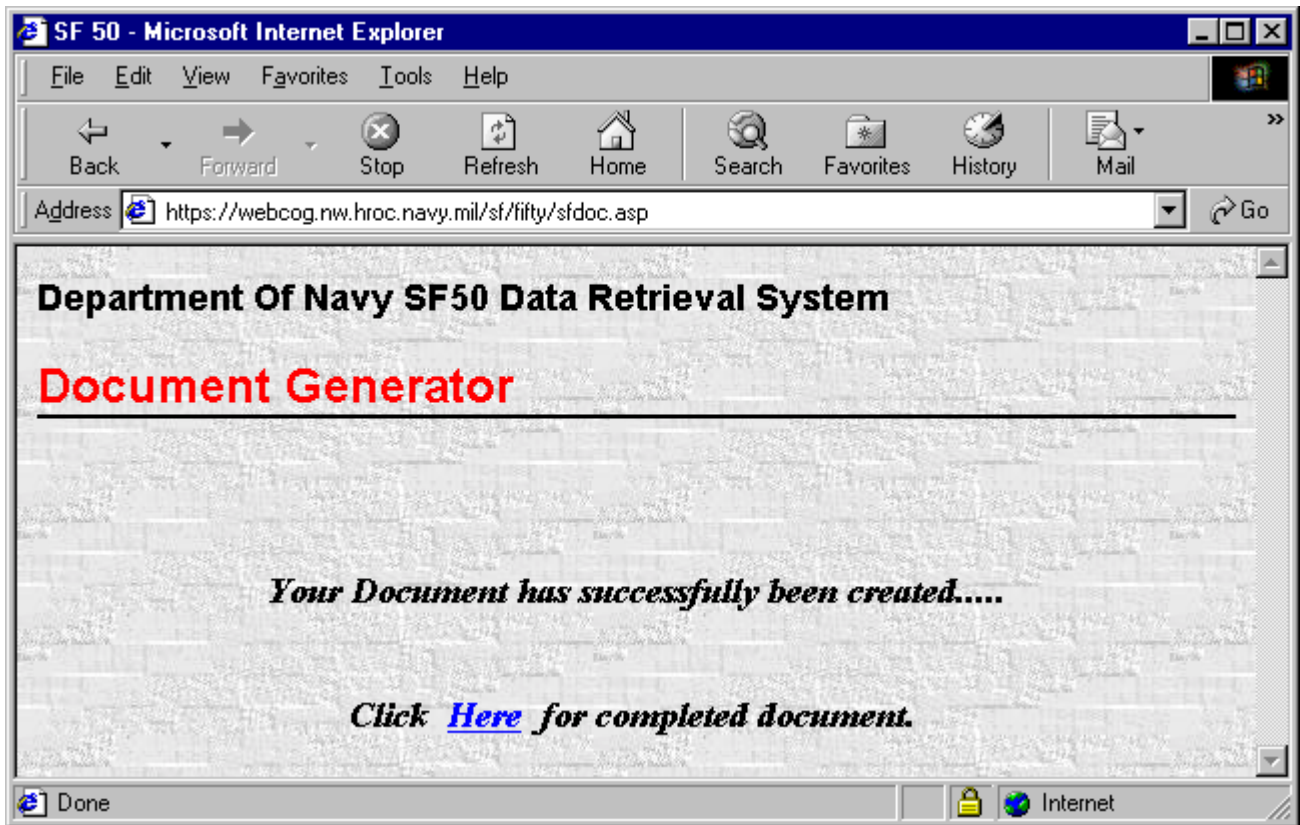 SF 50 - Microsoft Internet Explorer
File Edit View Favorites Tools Help
Back Forward Stop Refresh Home Search Favorites History Mail »
Address https://webcog.nw.hroc.navy.mil/sf/fifty/sfdoc.asp Go
Department Of Navy SF50 Data Retrieval System
Document Generator
Your Document has successfully been created.....
Click Here for completed document.
Done Internet